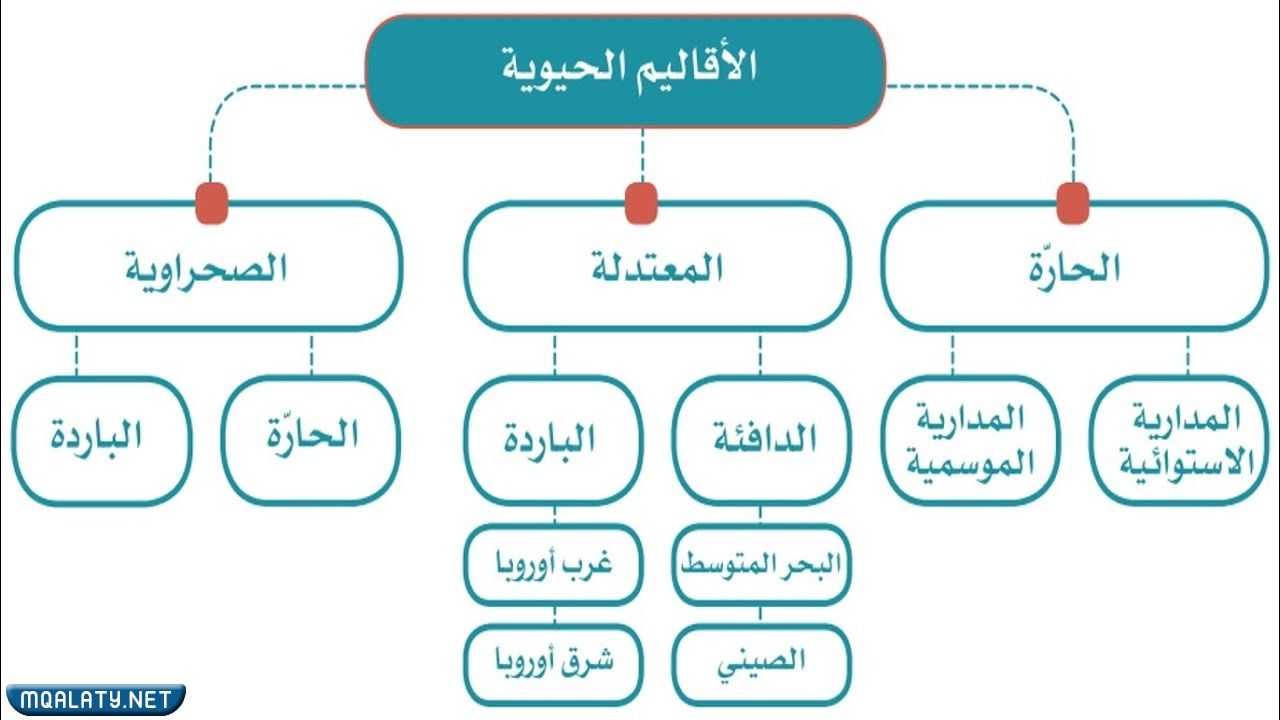 الأقاليم الحيوية
الحارّة
المعتدلة
الصحراوية
المدارية
الاستوائية
المدارية
الموسمية
الدافئة
الباردة
الحارّة
الباردة
البحر المتوسط
غرب أوروبا
الصيني
شرق أوروبا
MQALATY.NET